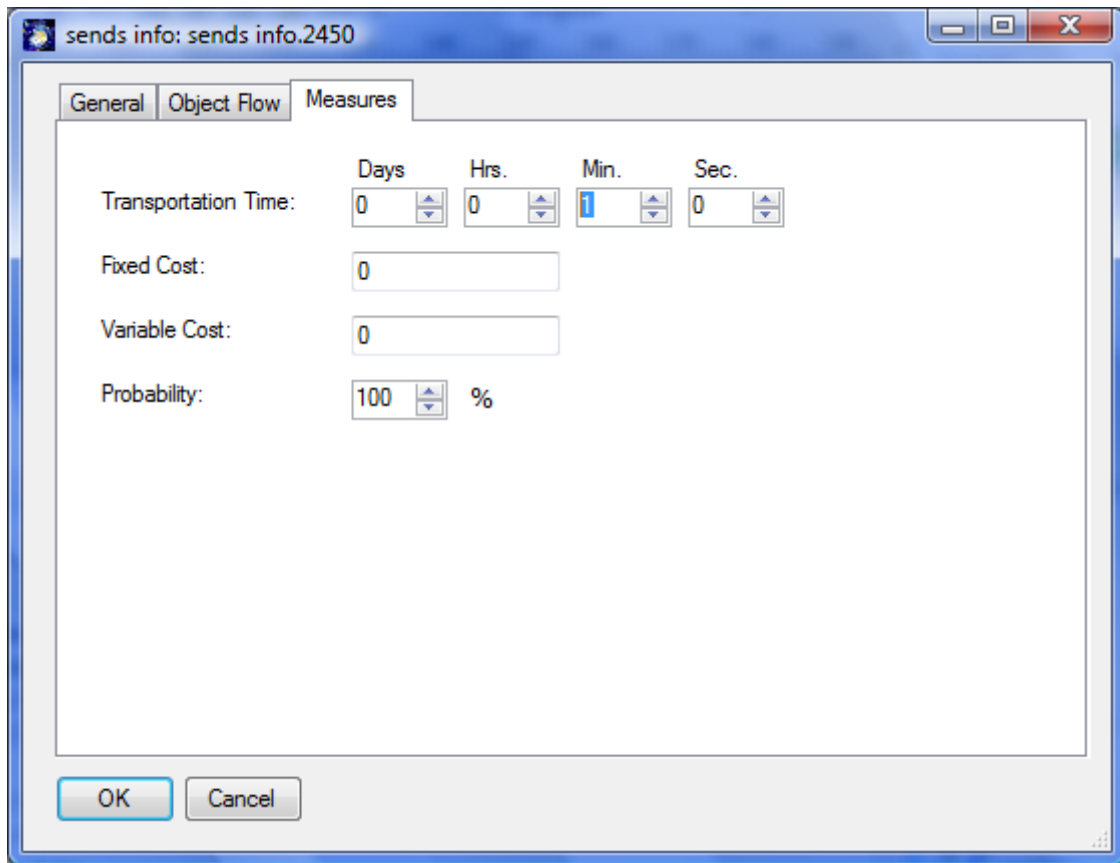 sends info: sends info.2450
General Object Flow Measures
Days Hrs. Min. Sec.
Transportation Time: 0 0 1 0
Fixed Cost: 0
Variable Cost: 0
Probability: 100 %
OK Cancel